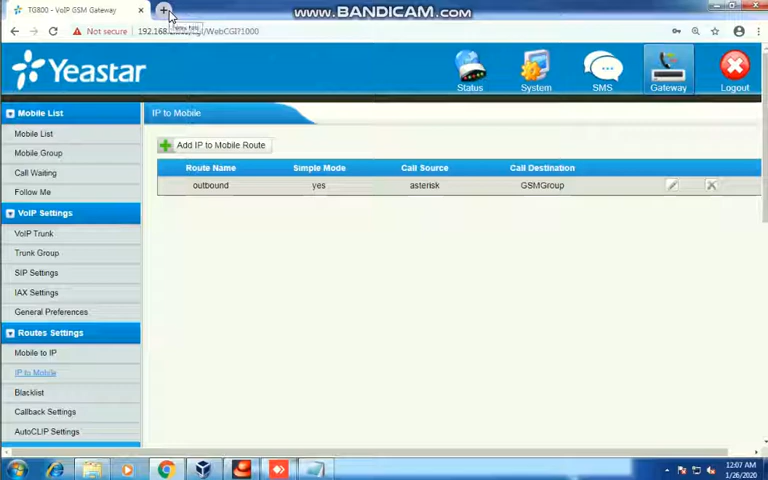 TG800 - VoIP GSM Gateway
www.BANDICAM.com
New tab
Not secure
Yeastar
Status
System
SMS
Gateway
Logout
Mobile List
Mobile List
Mobile Group
Call Waiting
Follow Me
VoIP Settings
VoIP Trunk
Trunk Group
SIP Settings
IAX Settings
General Preferences
Routes Settings
Mobile to IP
IP to Mobile
Blacklist
Callback Settings
AutoCLIP Settings
IP to Mobile
Add IP to Mobile Route
Route Name Simple Mode Call Source Call Destination
outbound yes asterisk GSMGroup
12:07 AM
1/26/2020